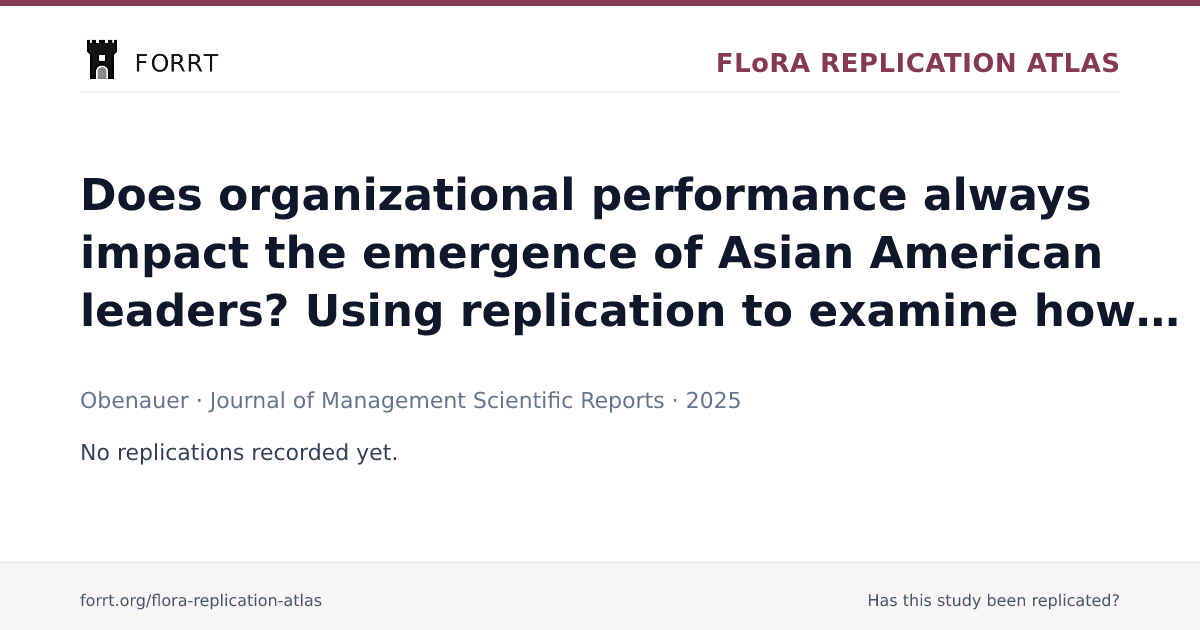 FORRT
FLoRA REPLICATION ATLAS
Does organizational performance always
impact the emergence of Asian American
leaders? Using replication to examine how…
Obenauer · Journal of Management Scientific Reports · 2025
No replications recorded yet.
forrt.org/flora-replication-atlas
Has this study been replicated?